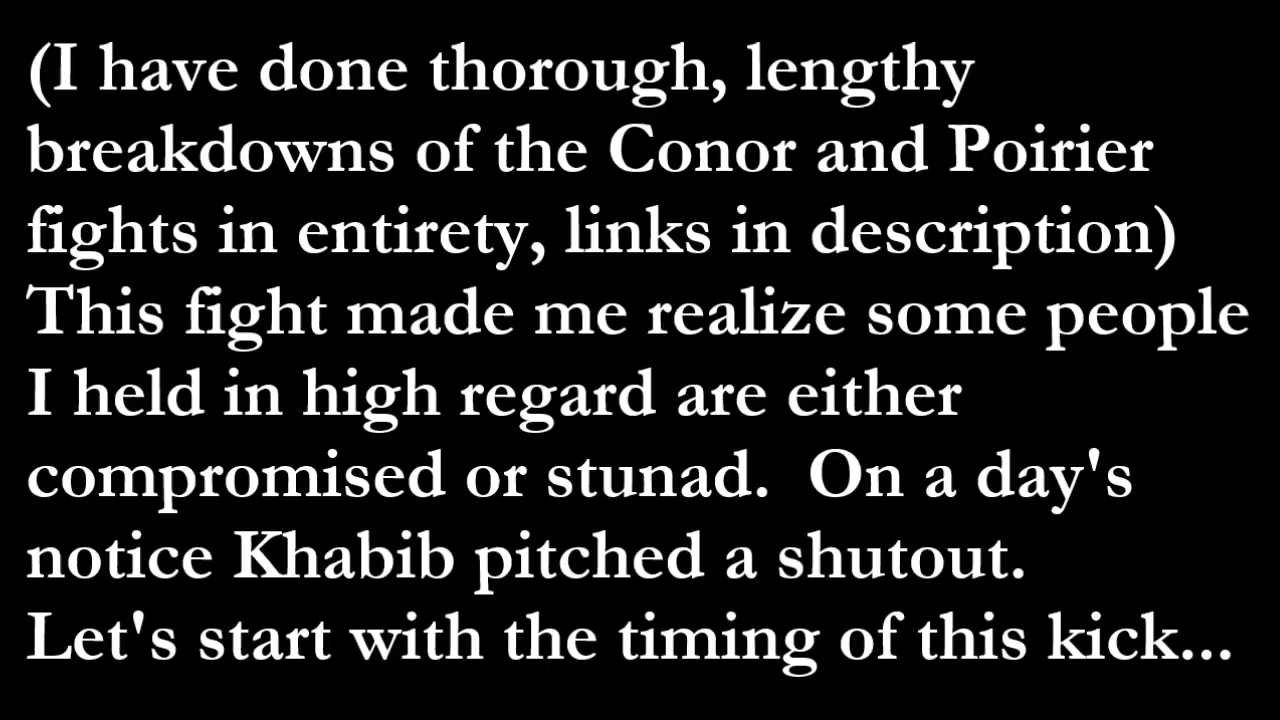 (I have done thorough, lengthy
breakdowns of the Conor and Poirier
fights in entirety, links in description)
This fight made me realize some people
I held in high regard are either
compromised or stunad.  On a day's
notice Khabib pitched a shutout.
Let's start with the timing of this kick...